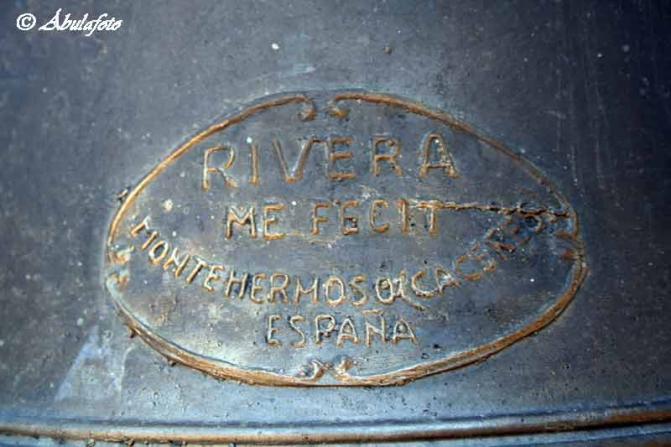 © Ábulafoto
RIVERA
ME FECIT
MONTEHERMOSO CACERES
ESPAÑA